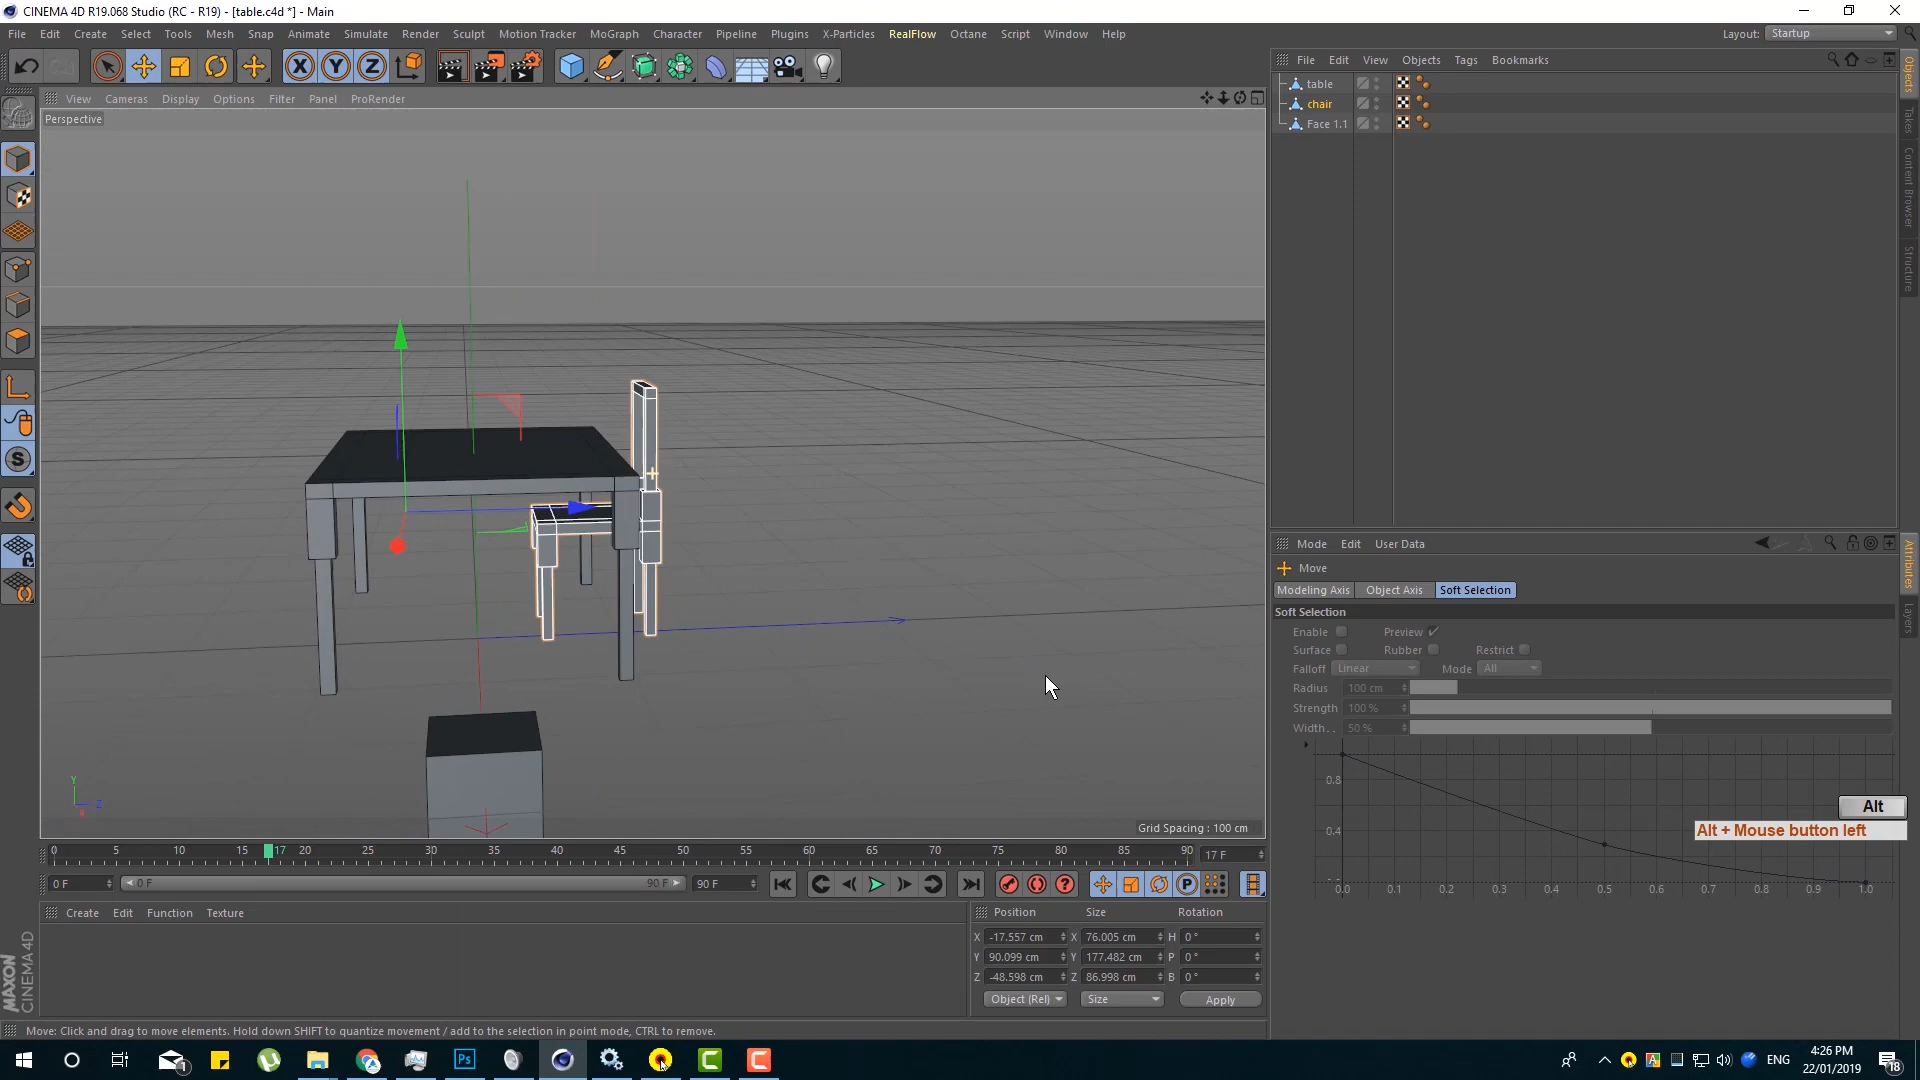 CINEMA 4D R19.068 Studio (RC - R19) - [table.c4d *] - Main
File Edit Create Select Tools Mesh Snap Animate Simulate Render Sculpt Motion Tracker MoGraph Character Pipeline Plugins X-Particles RealFlow Octane Script Window Help
Layout: Startup
View Cameras Display Options Filter Panel ProRender
Perspective
File Edit View Objects Tags Bookmarks
table
chair
Face 1.1
Objects
Takes
Content Browser
Structure
Mode Edit User Data
Move
Modeling Axis Object Axis Soft Selection
Soft Selection
Enable Preview
Surface Rubber Restrict
Falloff Linear Mode All
Radius 100 cm
Strength 100 %
Width.. 50 %
0.8
0.4
0.0 0.1 0.2 0.3 0.4 0.5 0.6 0.7 0.8 0.9 1.0
Attributes
Layers
Alt
Alt + Mouse button left
Y
Z
Grid Spacing : 100 cm
0 5 10 15 17 20 25 30 35 40 45 50 55 60 65 70 75 80 85 90
17 F
0 F 0 F 90 F 90 F
Create Edit Function Texture
Position Size Rotation
X -17.557 cm X 76.005 cm H 0 °
Y 90.099 cm Y 177.482 cm P 0 °
Z -48.598 cm Z 86.998 cm B 0 °
Object (Rel) Size Apply
MAXON
CINEMA 4D
Move: Click and drag to move elements. Hold down SHIFT to quantize movement / add to the selection in point mode, CTRL to remove.
ENG
4:26 PM
22/01/2019